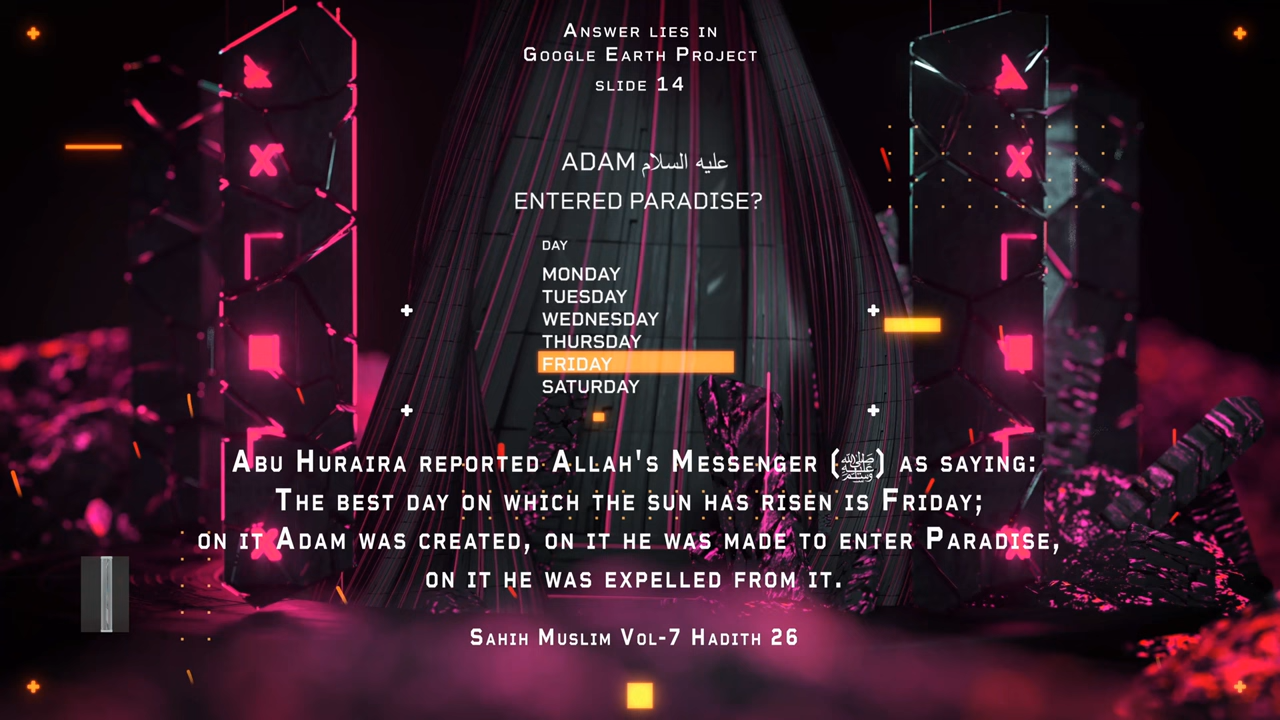 Answer lies in
Google Earth Project
slide 14
ADAM عليه السلام
ENTERED PARADISE?
DAY
MONDAY
TUESDAY
WEDNESDAY
THURSDAY
FRIDAY
SATURDAY
Abu Huraira reported Allah's Messenger (ﷺ) as saying:
The best day on which the sun has risen is Friday;
on it Adam was created, on it he was made to enter Paradise,
on it he was expelled from it.
Sahih Muslim Vol-7 Hadith 26